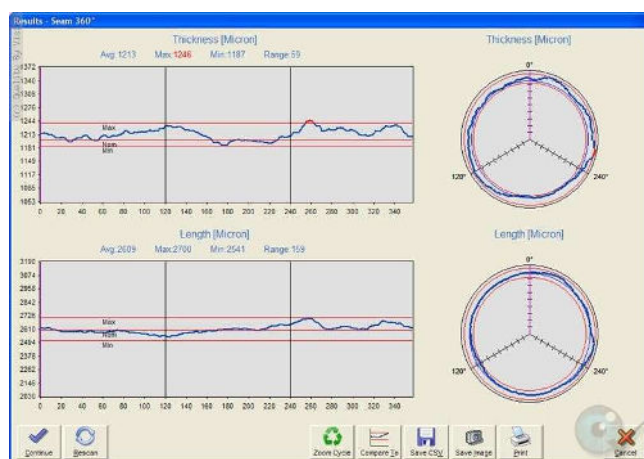 Results - Seam 360°
Thickness [Micron]
Avg:1213 Max:1246 Min:1187 Range:59
1372
1340
1308
1276
1244
1213
1181
1149
1117
1085
1053
Max
Nom
Min
0 20 40 60 80 100 120 140 160 180 200 220 240 260 280 300 320 340
Thickness [Micron]
0°
120°
240°
Length [Micron]
Avg:2609 Max:2700 Min:2541 Range:159
3190
3074
2958
2842
2726
2610
2494
2378
2262
2146
2030
Max
Nom
Min
0 20 40 60 80 100 120 140 160 180 200 220 240 260 280 300 320 340
Length [Micron]
0°
120°
240°
Continue
Rescan
Zoom Cycle
Compare To
Save CSV
Save Image
Print
Cancel